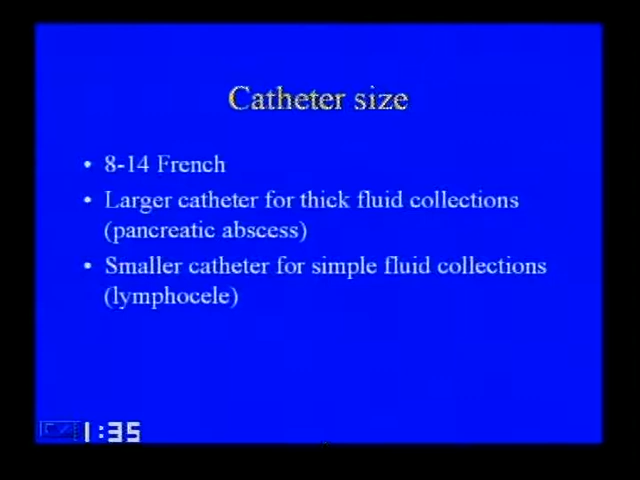 Catheter size
• 8-14 French
• Larger catheter for thick fluid collections
(pancreatic abscess)
• Smaller catheter for simple fluid collections
(lymphocele)
1:35